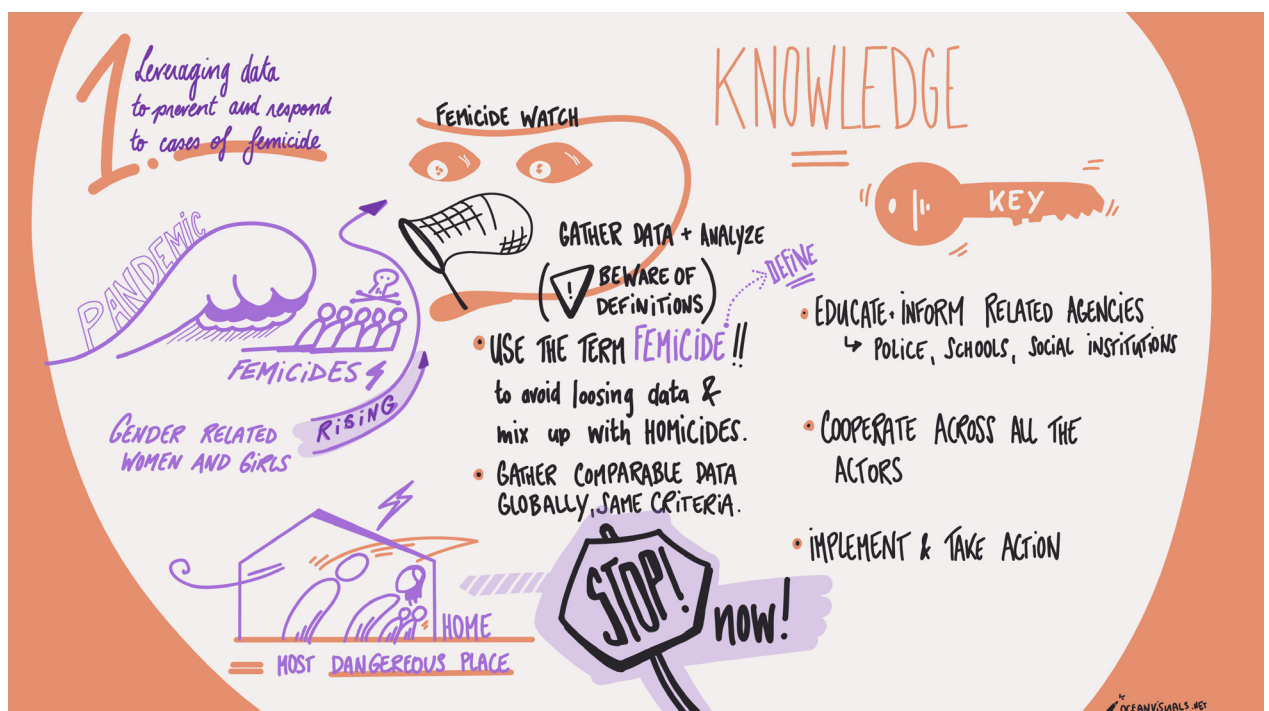 1.
Leveraging data
to prevent and respond
to cases of femicide
PANDEMIC
FEMICIDES
GENDER RELATED
WOMEN AND GIRLS
RISING
HOME
= MOST DANGEREOUS PLACE
FEMICIDE WATCH
GATHER DATA + ANALYZE
(! BEWARE OF
DEFINITIONS)
DEFINE
• USE THE TERM FEMICIDE!!
to avoid loosing data &
mix up with HOMICIDES.
• GATHER COMPARABLE DATA
GLOBALLY, SAME CRITERIA.
STOP!
now!
KNOWLEDGE
=
KEY
• EDUCATE + INFORM RELATED AGENCIES
↳ POLICE, SCHOOLS, SOCIAL INSTITUTIONS
• COOPERATE ACROSS ALL THE
ACTORS
• IMPLEMENT & TAKE ACTION
OCEANVISUALS.NET